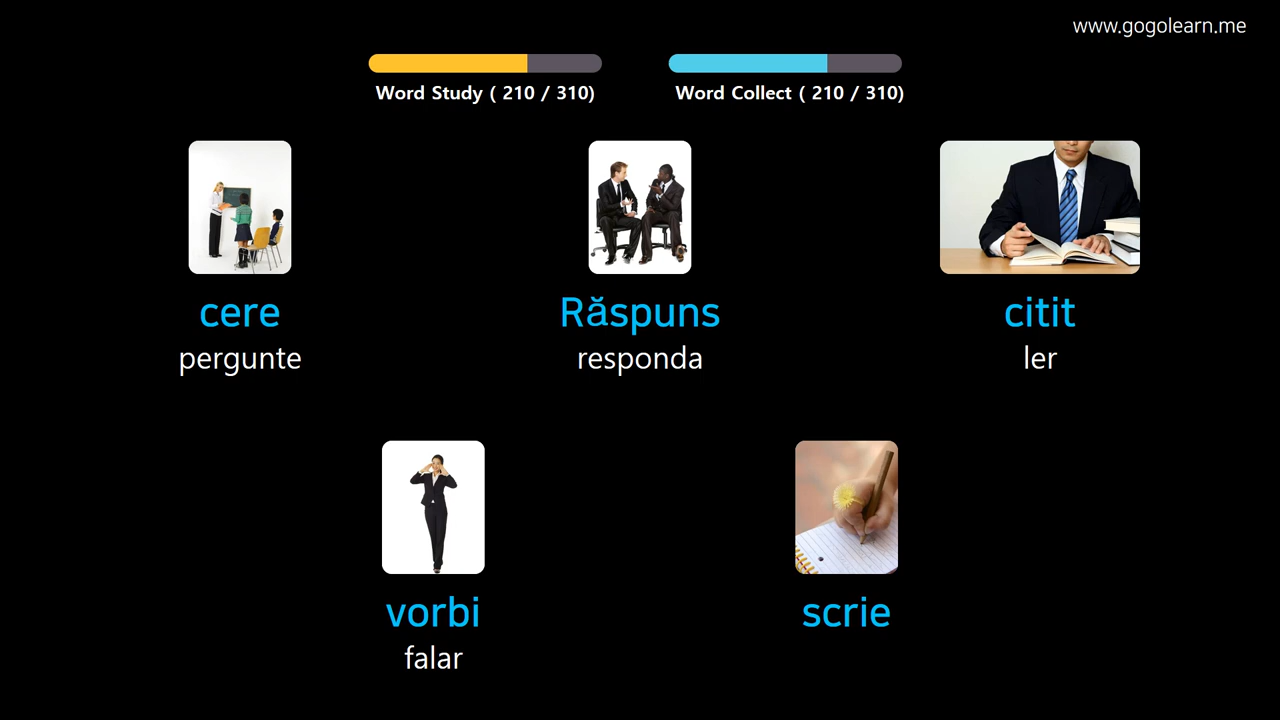 www.gogolearn.me
Word Study ( 210 / 310)
Word Collect ( 210 / 310)
cere
pergunte
Răspuns
responda
citit
ler
vorbi
falar
scrie